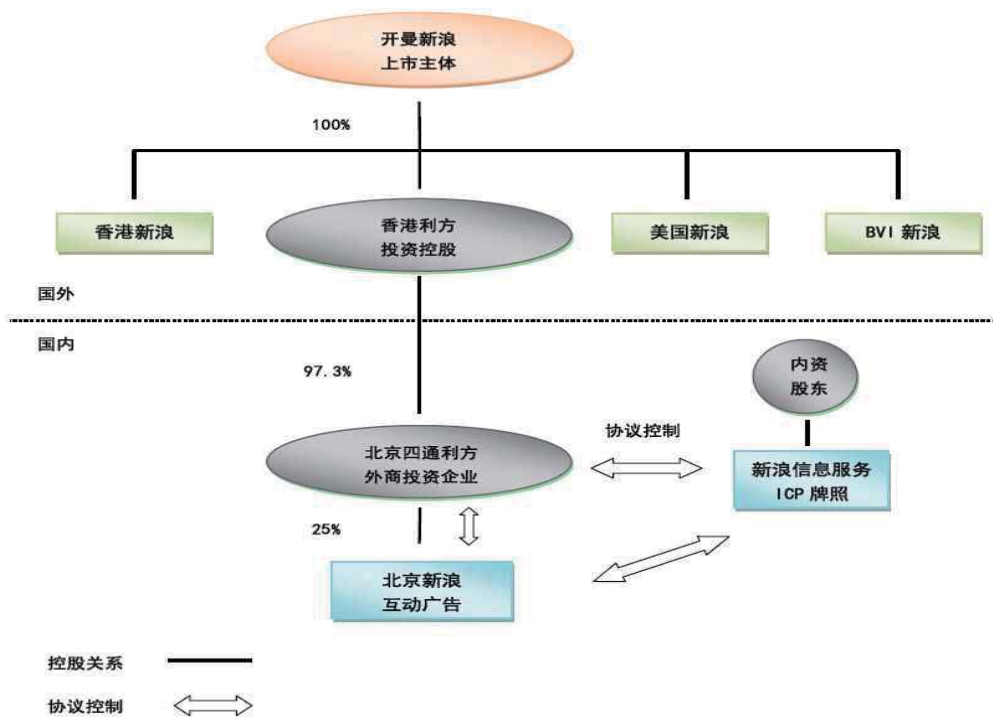 开曼新浪
上市主体
100%
香港新浪
香港利方
投资控股
美国新浪
BVI 新浪
国外
国内
97.3%
内资
股东
协议控制
北京四通利方
外商投资企业
新浪信息服务
ICP 牌照
25%
北京新浪
互动广告
控股关系
协议控制